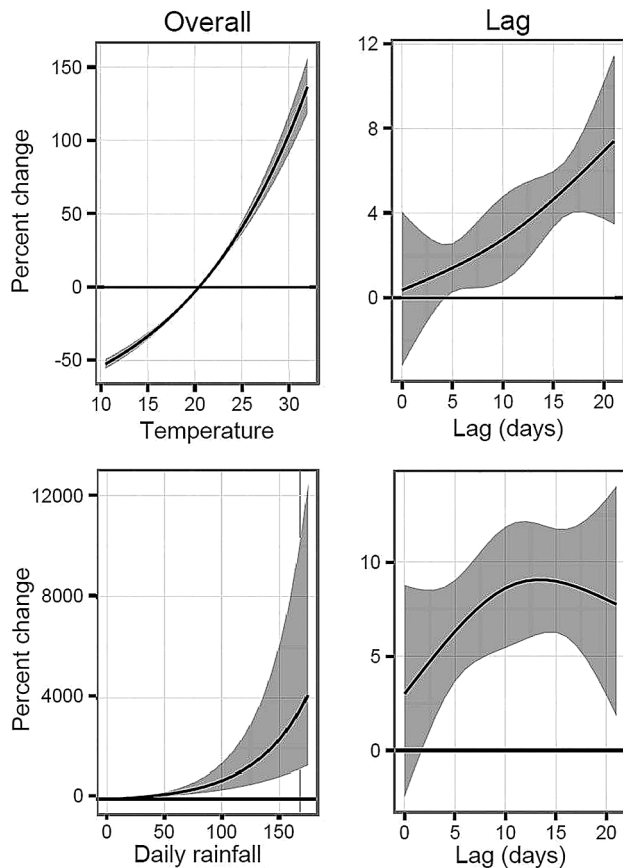 Overall
Lag
Percent change
150
100
50
0
-50
10 15 20 25 30
Temperature
12
8
4
0
0 5 10 15 20
Lag (days)
Percent change
12000
8000
4000
0
0 50 100 150
Daily rainfall
10
5
0
0 5 10 15 20
Lag (days)